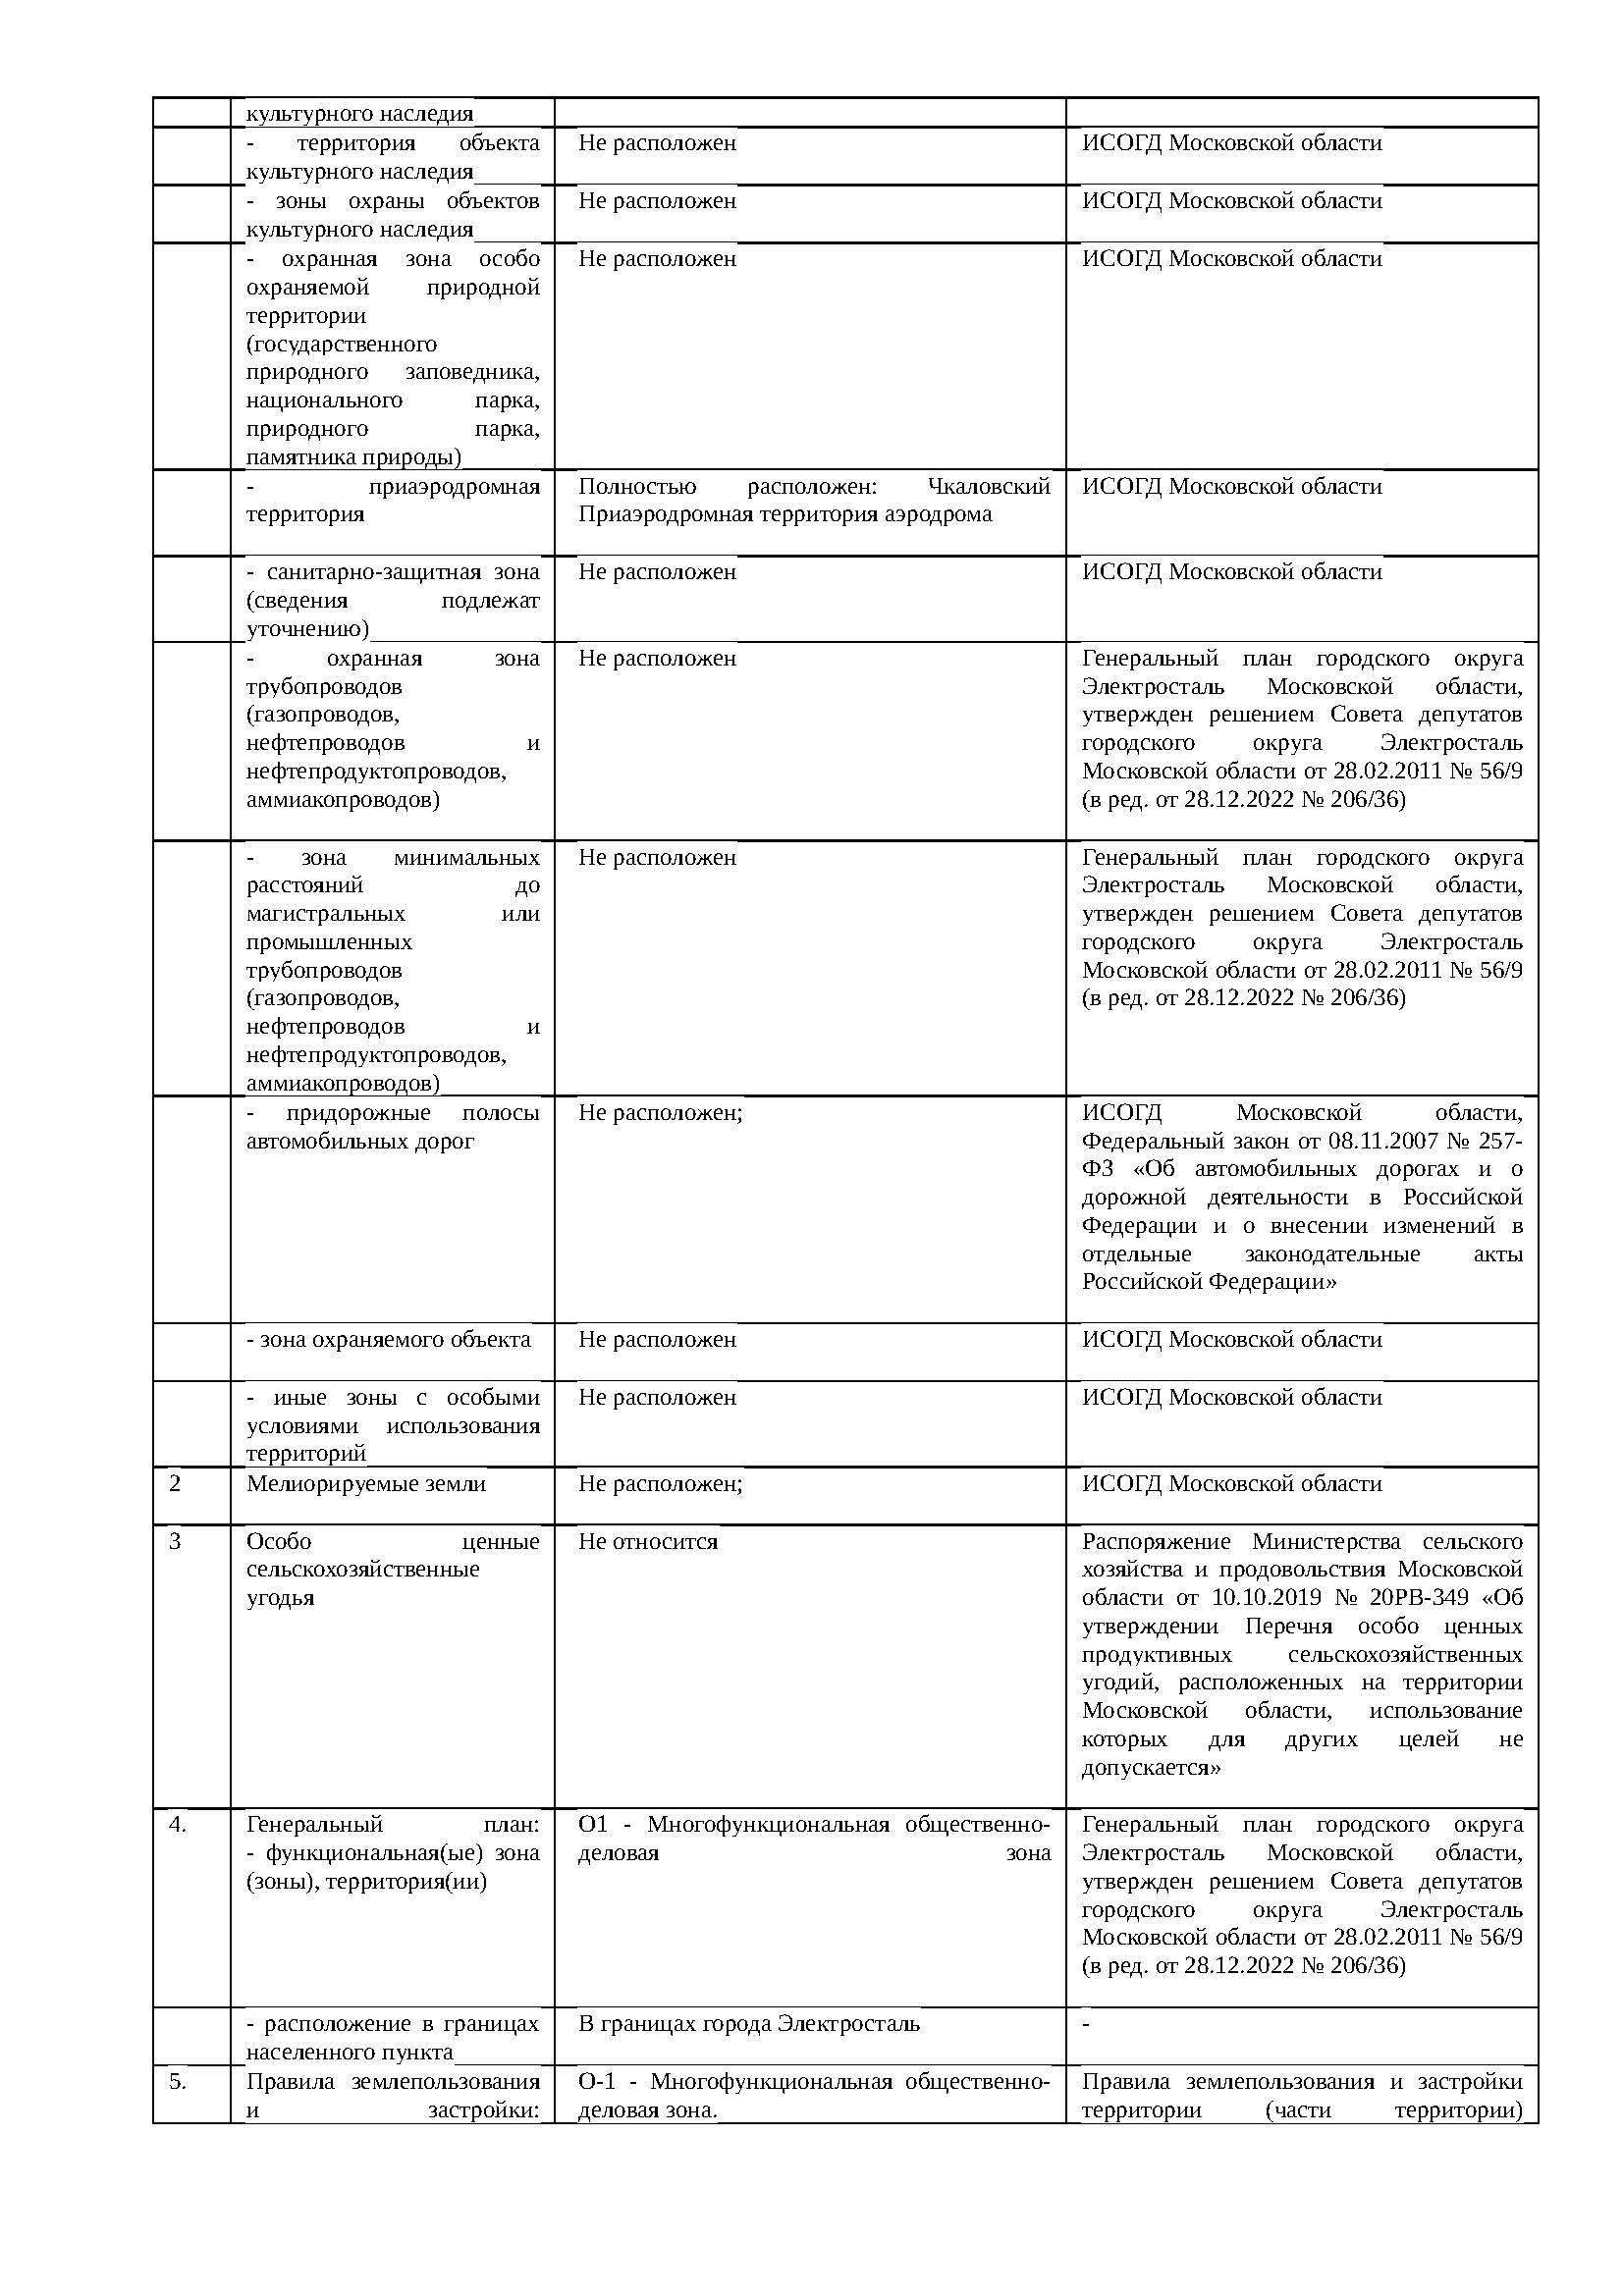 культурного наследия
- территория объекта
культурного наследия
Не расположен
ИСОГД Московской области
- зоны охраны объектов
культурного наследия
Не расположен
ИСОГД Московской области
- охранная зона особо
охраняемой природной
территории
(государственного
природного заповедника,
национального парка,
природного парка,
памятника природы)
Не расположен
ИСОГД Московской области
- приаэродромная
территория
Полностью расположен: Чкаловский
Приаэродромная территория аэродрома
ИСОГД Московской области
- санитарно-защитная зона
(сведения подлежат
уточнению)
Не расположен
ИСОГД Московской области
- охранная зона
трубопроводов
(газопроводов,
нефтепроводов и
нефтепродуктопроводов,
аммиакопроводов)
Не расположен
Генеральный план городского округа
Электросталь Московской области,
утвержден решением Совета депутатов
городского округа Электросталь
Московской области от 28.02.2011 № 56/9
(в ред. от 28.12.2022 № 206/36)
- зона минимальных
расстояний до
магистральных или
промышленных
трубопроводов
(газопроводов,
нефтепроводов и
нефтепродуктопроводов,
аммиакопроводов)
Не расположен
Генеральный план городского округа
Электросталь Московской области,
утвержден решением Совета депутатов
городского округа Электросталь
Московской области от 28.02.2011 № 56/9
(в ред. от 28.12.2022 № 206/36)
- придорожные полосы
автомобильных дорог
Не расположен;
ИСОГД Московской области,
Федеральный закон от 08.11.2007 № 257-
ФЗ «Об автомобильных дорогах и о
дорожной деятельности в Российской
Федерации и о внесении изменений в
отдельные законодательные акты
Российской Федерации»
- зона охраняемого объекта
Не расположен
ИСОГД Московской области
- иные зоны с особыми
условиями использования
территорий
Не расположен
ИСОГД Московской области
2
Мелиорируемые земли
Не расположен;
ИСОГД Московской области
3
Особо ценные
сельскохозяйственные
угодья
Не относится
Распоряжение Министерства сельского
хозяйства и продовольствия Московской
области от 10.10.2019 № 20РВ-349 «Об
утверждении Перечня особо ценных
продуктивных сельскохозяйственных
угодий, расположенных на территории
Московской области, использование
которых для других целей не
допускается»
4.
Генеральный план:
- функциональная(ые) зона
(зоны), территория(ии)
О1 - Многофункциональная общественно-
деловая зона
Генеральный план городского округа
Электросталь Московской области,
утвержден решением Совета депутатов
городского округа Электросталь
Московской области от 28.02.2011 № 56/9
(в ред. от 28.12.2022 № 206/36)
- расположение в границах
населенного пункта
В границах города Электросталь
-
5.
Правила землепользования
и застройки:
О-1 - Многофункциональная общественно-
деловая зона.
Правила землепользования и застройки
территории (части территории)